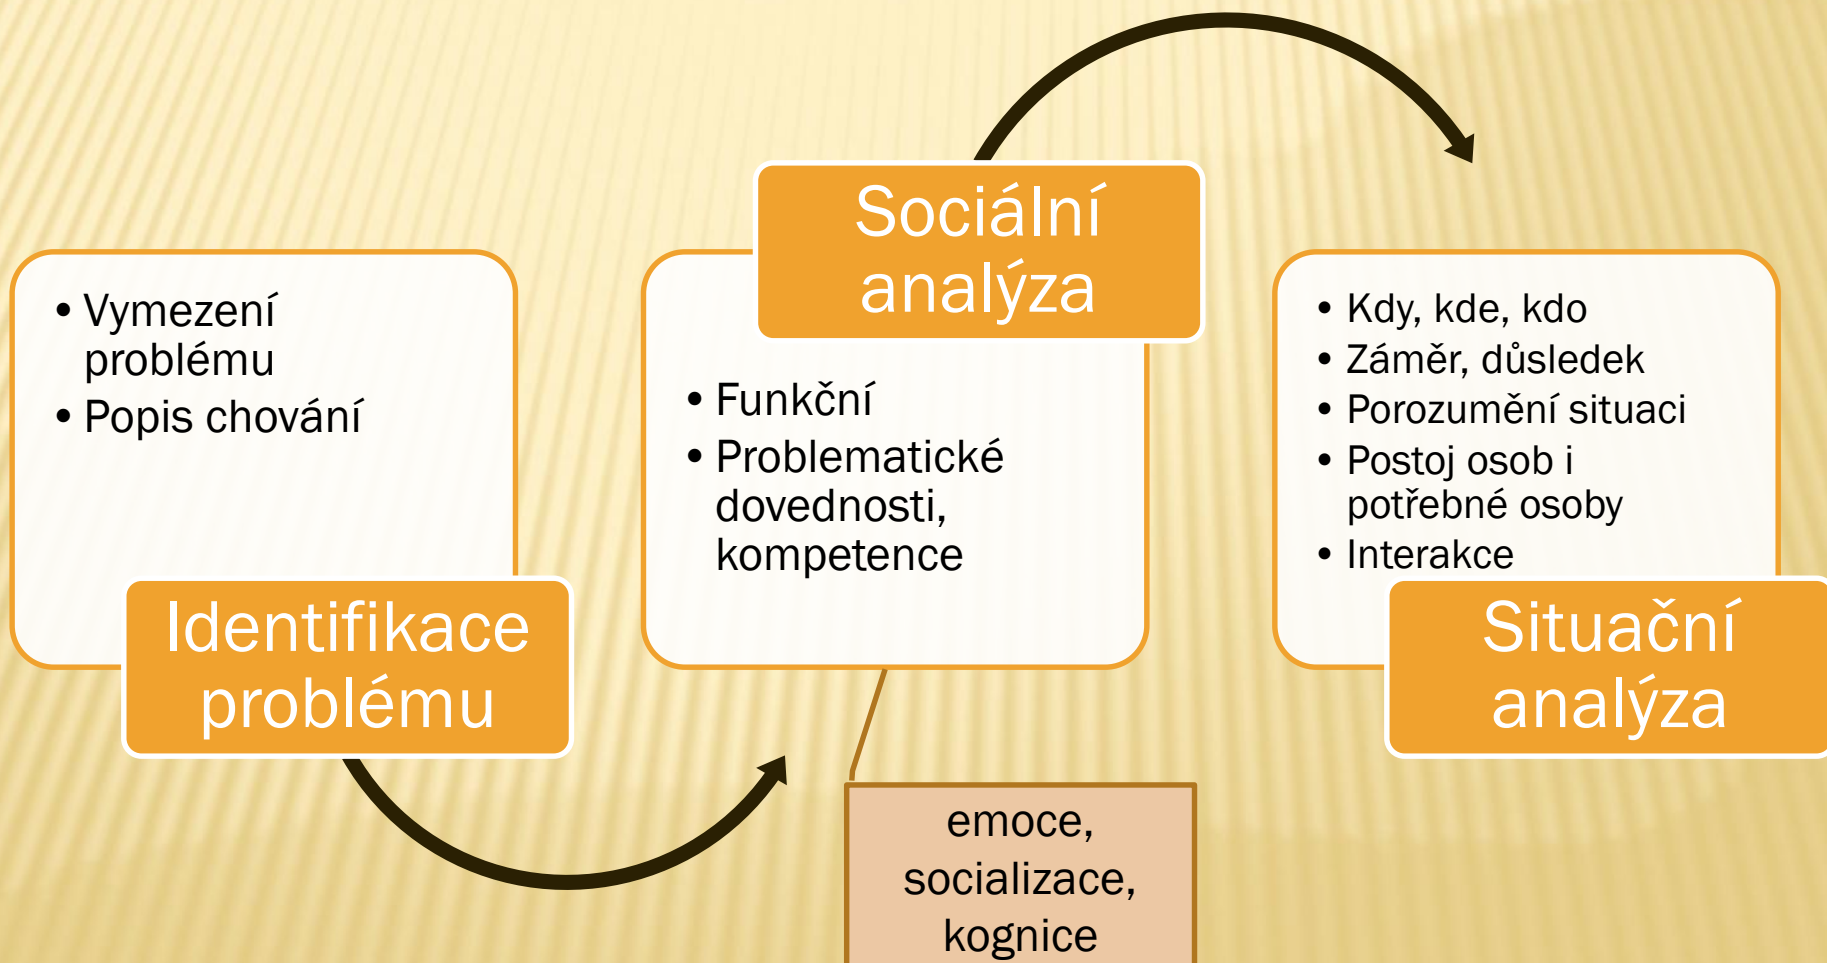 • Vymezení
problému
• Popis chování
Identifikace
problému
Sociální
analýza
• Funkční
• Problematické
dovednosti,
kompetence
emoce,
socializace,
kognice
• Kdy, kde, kdo
• Záměr, důsledek
• Porozumění situaci
• Postoj osob i
potřebné osoby
• Interakce
Situační
analýza